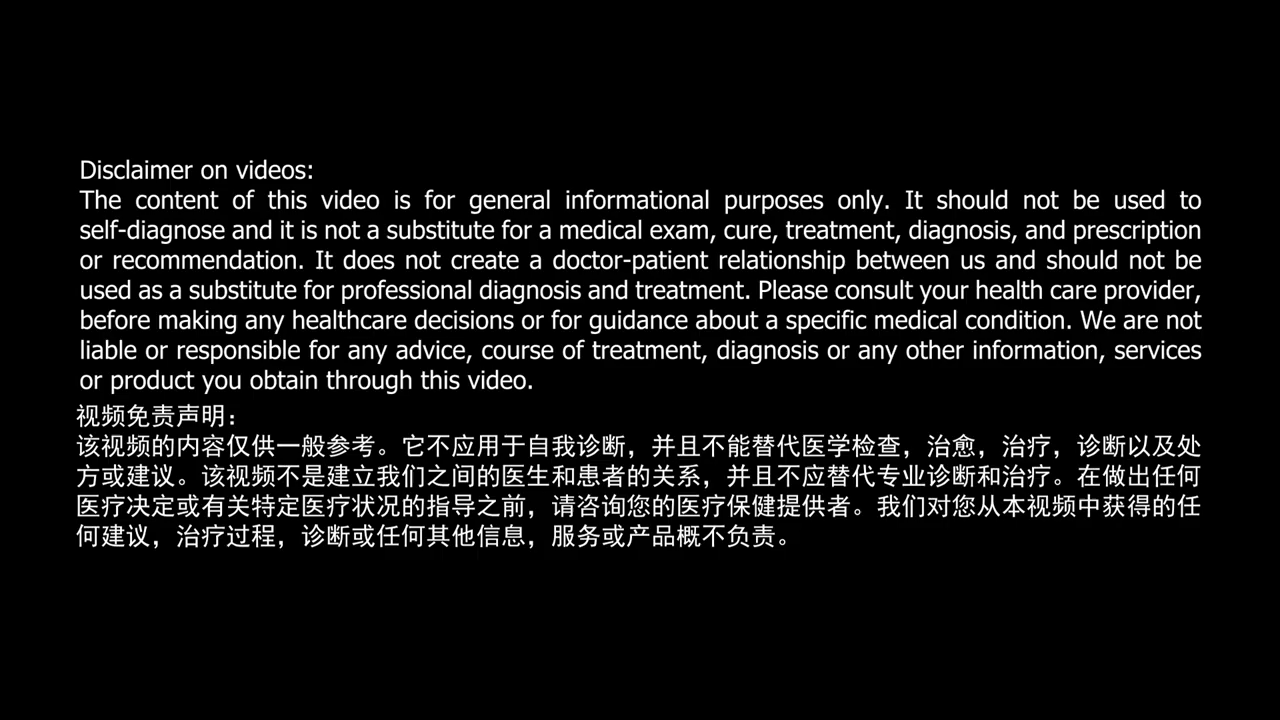 Disclaimer on videos:
The content of this video is for general informational purposes only. It should not be used to
self-diagnose and it is not a substitute for a medical exam, cure, treatment, diagnosis, and prescription
or recommendation. It does not create a doctor-patient relationship between us and should not be
used as a substitute for professional diagnosis and treatment. Please consult your health care provider,
before making any healthcare decisions or for guidance about a specific medical condition. We are not
liable or responsible for any advice, course of treatment, diagnosis or any other information, services
or product you obtain through this video.
视频免责声明：
该视频的内容仅供一般参考。它不应用于自我诊断，并且不能替代医学检查，治愈，治疗，诊断以及处
方或建议。该视频不是建立我们之间的医生和患者的关系，并且不应替代专业诊断和治疗。在做出任何
医疗决定或有关特定医疗状况的指导之前，请咨询您的医疗保健提供者。我们对您从本视频中获得的任
何建议，治疗过程，诊断或任何其他信息，服务或产品概不负责。